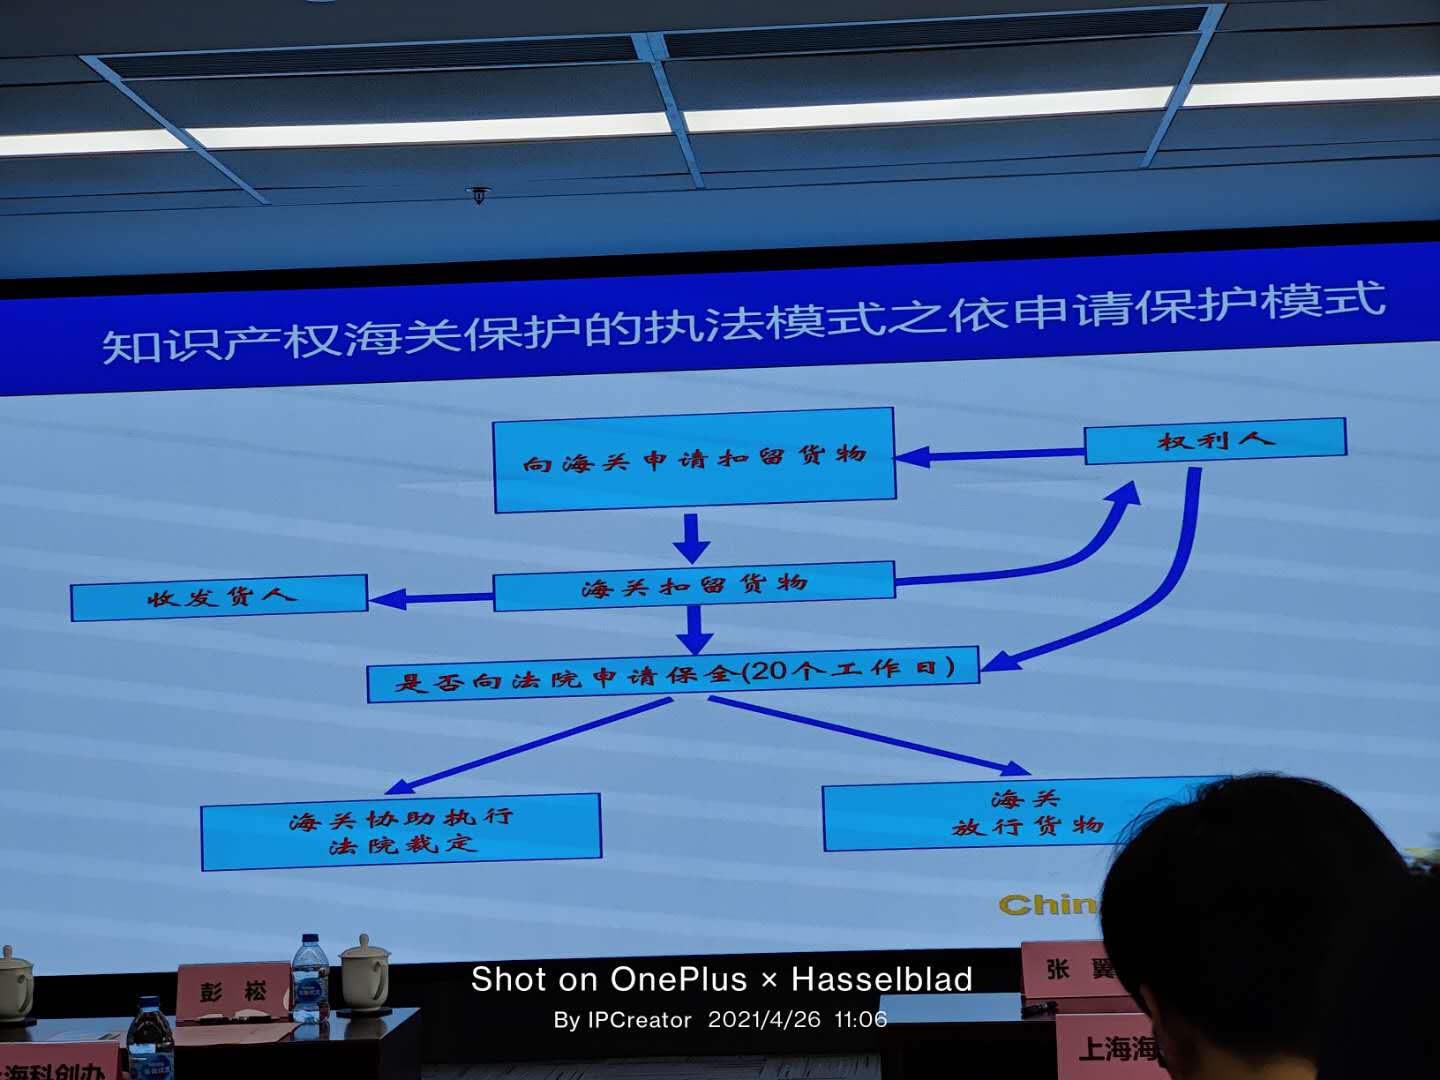 知识产权海关保护的执法模式之依申请保护模式
向海关申请扣留货物
权利人
海关扣留货物
收发货人
是否向法院申请保全(20个工作日)
海关协助执行
法院裁定
海关
放行货物
Chin
彭 崧
张 翼
上海海
海科创办
Shot on OnePlus × Hasselblad
By IPCreator 2021/4/26 11:06